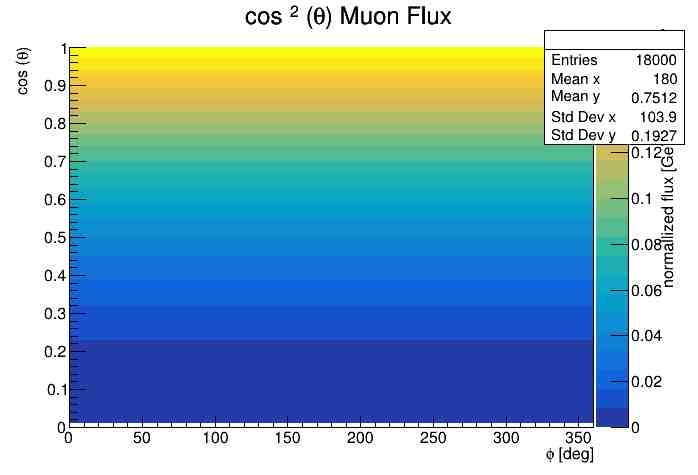 cos ² (θ) Muon Flux
Entries 18000
Mean x 180
Mean y 0.7512
Std Dev x 103.9
Std Dev y 0.1927
cos (θ)
1
0.9
0.8
0.7
0.6
0.5
0.4
0.3
0.2
0.1
0
0 50 100 150 200 250 300 350
φ [deg]
0.12
0.1
0.08
0.06
0.04
0.02
0
normallized flux [Ge